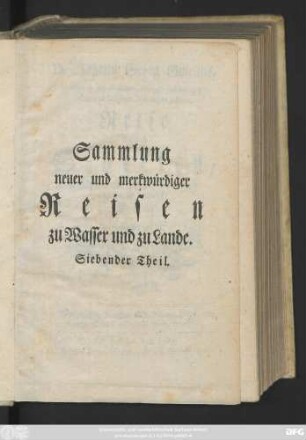 Sammlung
neuer und merkwürdiger
Reisen
zu Wasser und zu Lande.
Siebender Theil.